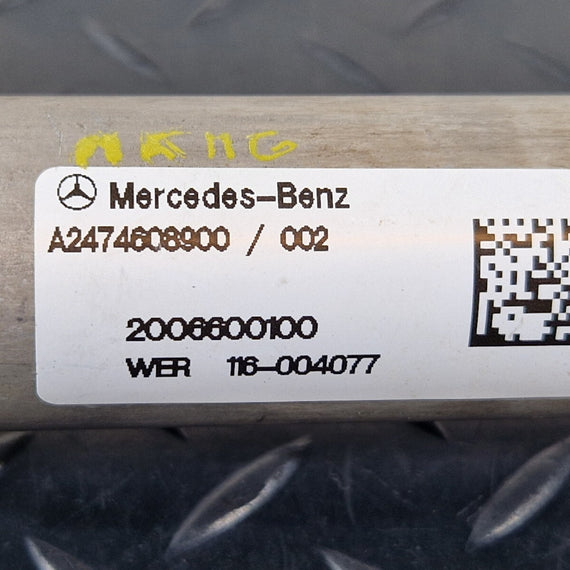 MK11G
Mercedes-Benz
A2474608900 / 002
2006600100
WER 116-004077